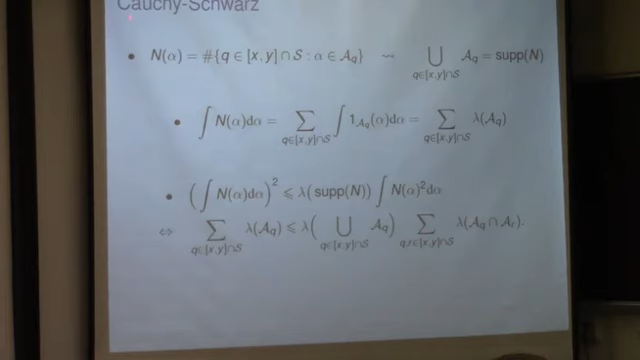 Cauchy-Schwarz
• N(α) = #{q ∈ [x, y] ∩ S : α ∈ A_q} ⇝ ⋃_{q∈[x,y]∩S} A_q = supp(N)
• ∫ N(α)dα = ∑_{q∈[x,y]∩S} ∫ 1_{A_q}(α)dα = ∑_{q∈[x,y]∩S} λ(A_q)
• (∫ N(α)dα)² ⩽ λ(supp(N)) ∫ N(α)²dα
⇔ ∑_{q∈[x,y]∩S} λ(A_q) ⩽ λ(⋃_{q∈[x,y]∩S} A_q) ∑_{q,r∈[x,y]∩S} λ(A_q ∩ A_r).